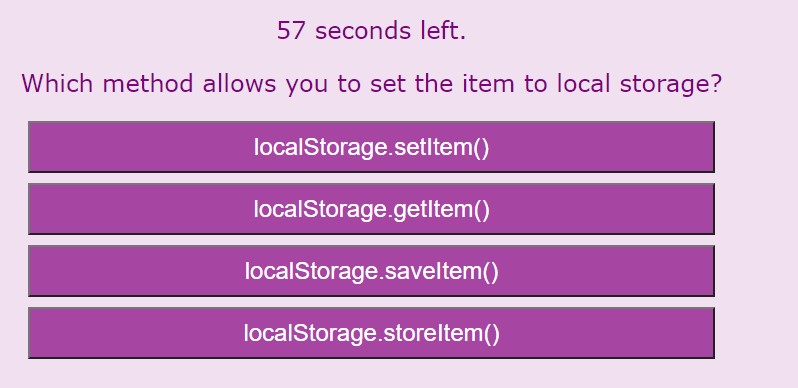 57 seconds left.
Which method allows you to set the item to local storage?
localStorage.setItem()
localStorage.getItem()
localStorage.saveItem()
localStorage.storeItem()